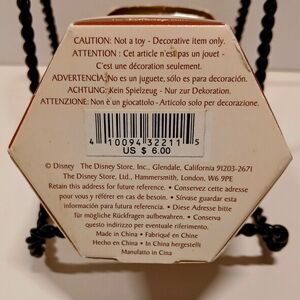 CAUTION: Not a toy - Decorative item only.
ATTENTION : Cet article n'est pas un jouet -
C'est une décoration seulement.
ADVERTENCIA: No es un juguete, sólo es para decoración.
ACHTUNG: Kein Spielzeug - Nur zur Dekoration.
ATTENZIONE: Non è un giocattolo - Articolo solo per decorazione.
4 10094 32211 5
US $ 6.00
© Disney The Disney Store, Inc., Glendale, California 91203-2671
The Disney Store, Ltd., Hammersmith, London, W6 9PE
Retain this address for future reference. • Conservez cette adresse
pour vous y référer en cas de besoin. • Sírvase guardar esta
información para futura referencia. • Diese Adresse bitte
für mögliche Rückfragen aufbewahren. • Conserva
questo indirizzo per eventuale riferimento.
Made in China • Fabriqué en Chine
Hecho en China • In China hergestellt
Manulatto in Cina